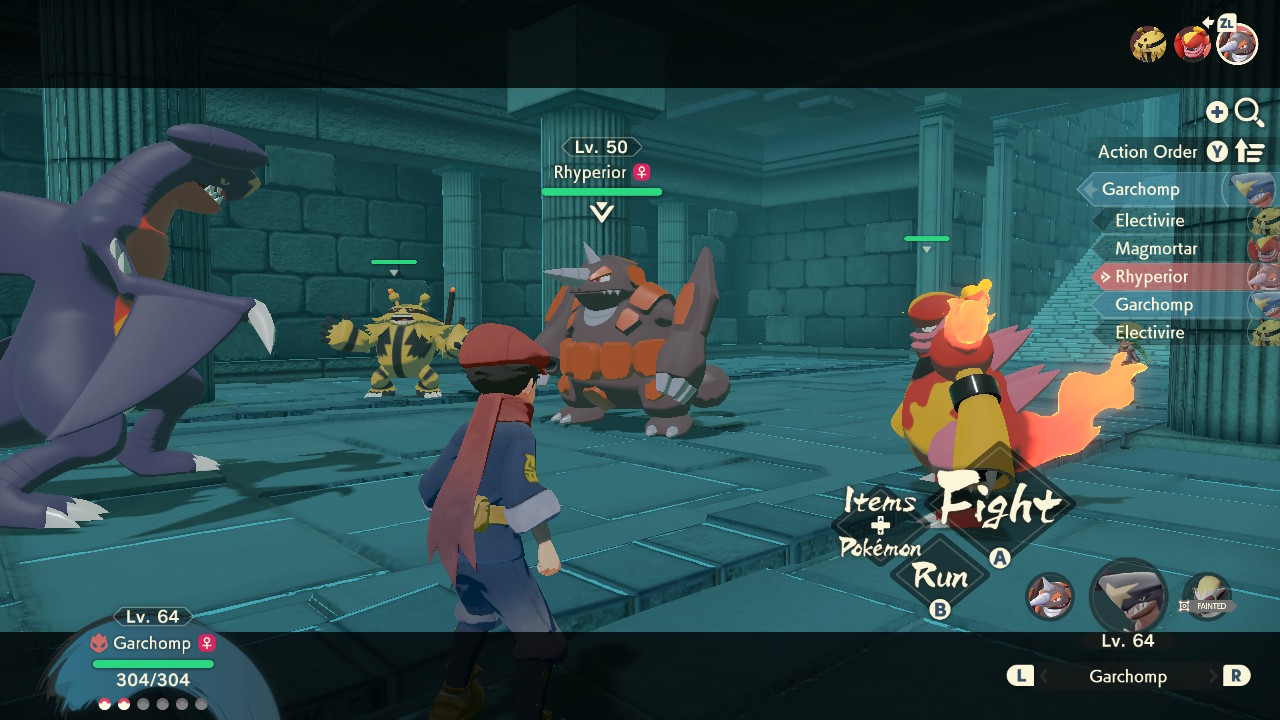 ZL
Lv. 50
Rhyperior ♀
Action Order Y
Garchomp
Electivire
Magmortar
Rhyperior
Garchomp
Electivire
Items
Pokémon
Fight
A
Run
B
FAINTED
Lv. 64
Garchomp ♀
304/304
Lv. 64
L Garchomp R